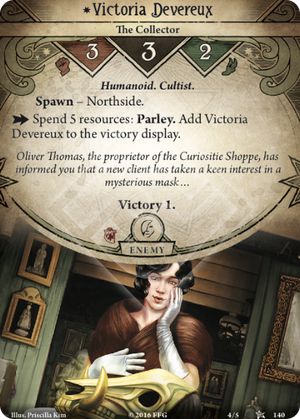 Victoria Devereux
The Collector
3 3 2
Humanoid. Cultist.
Spawn – Northside.
Spend 5 resources: Parley. Add Victoria
Devereux to the victory display.
Oliver Thomas, the proprietor of the Curiositie Shoppe, has
informed you that a new client has taken a keen interest in a
mysterious mask…
Victory 1.
ENEMY
Illus. Priscilla Kim
© 2016 FFG
4/5
140